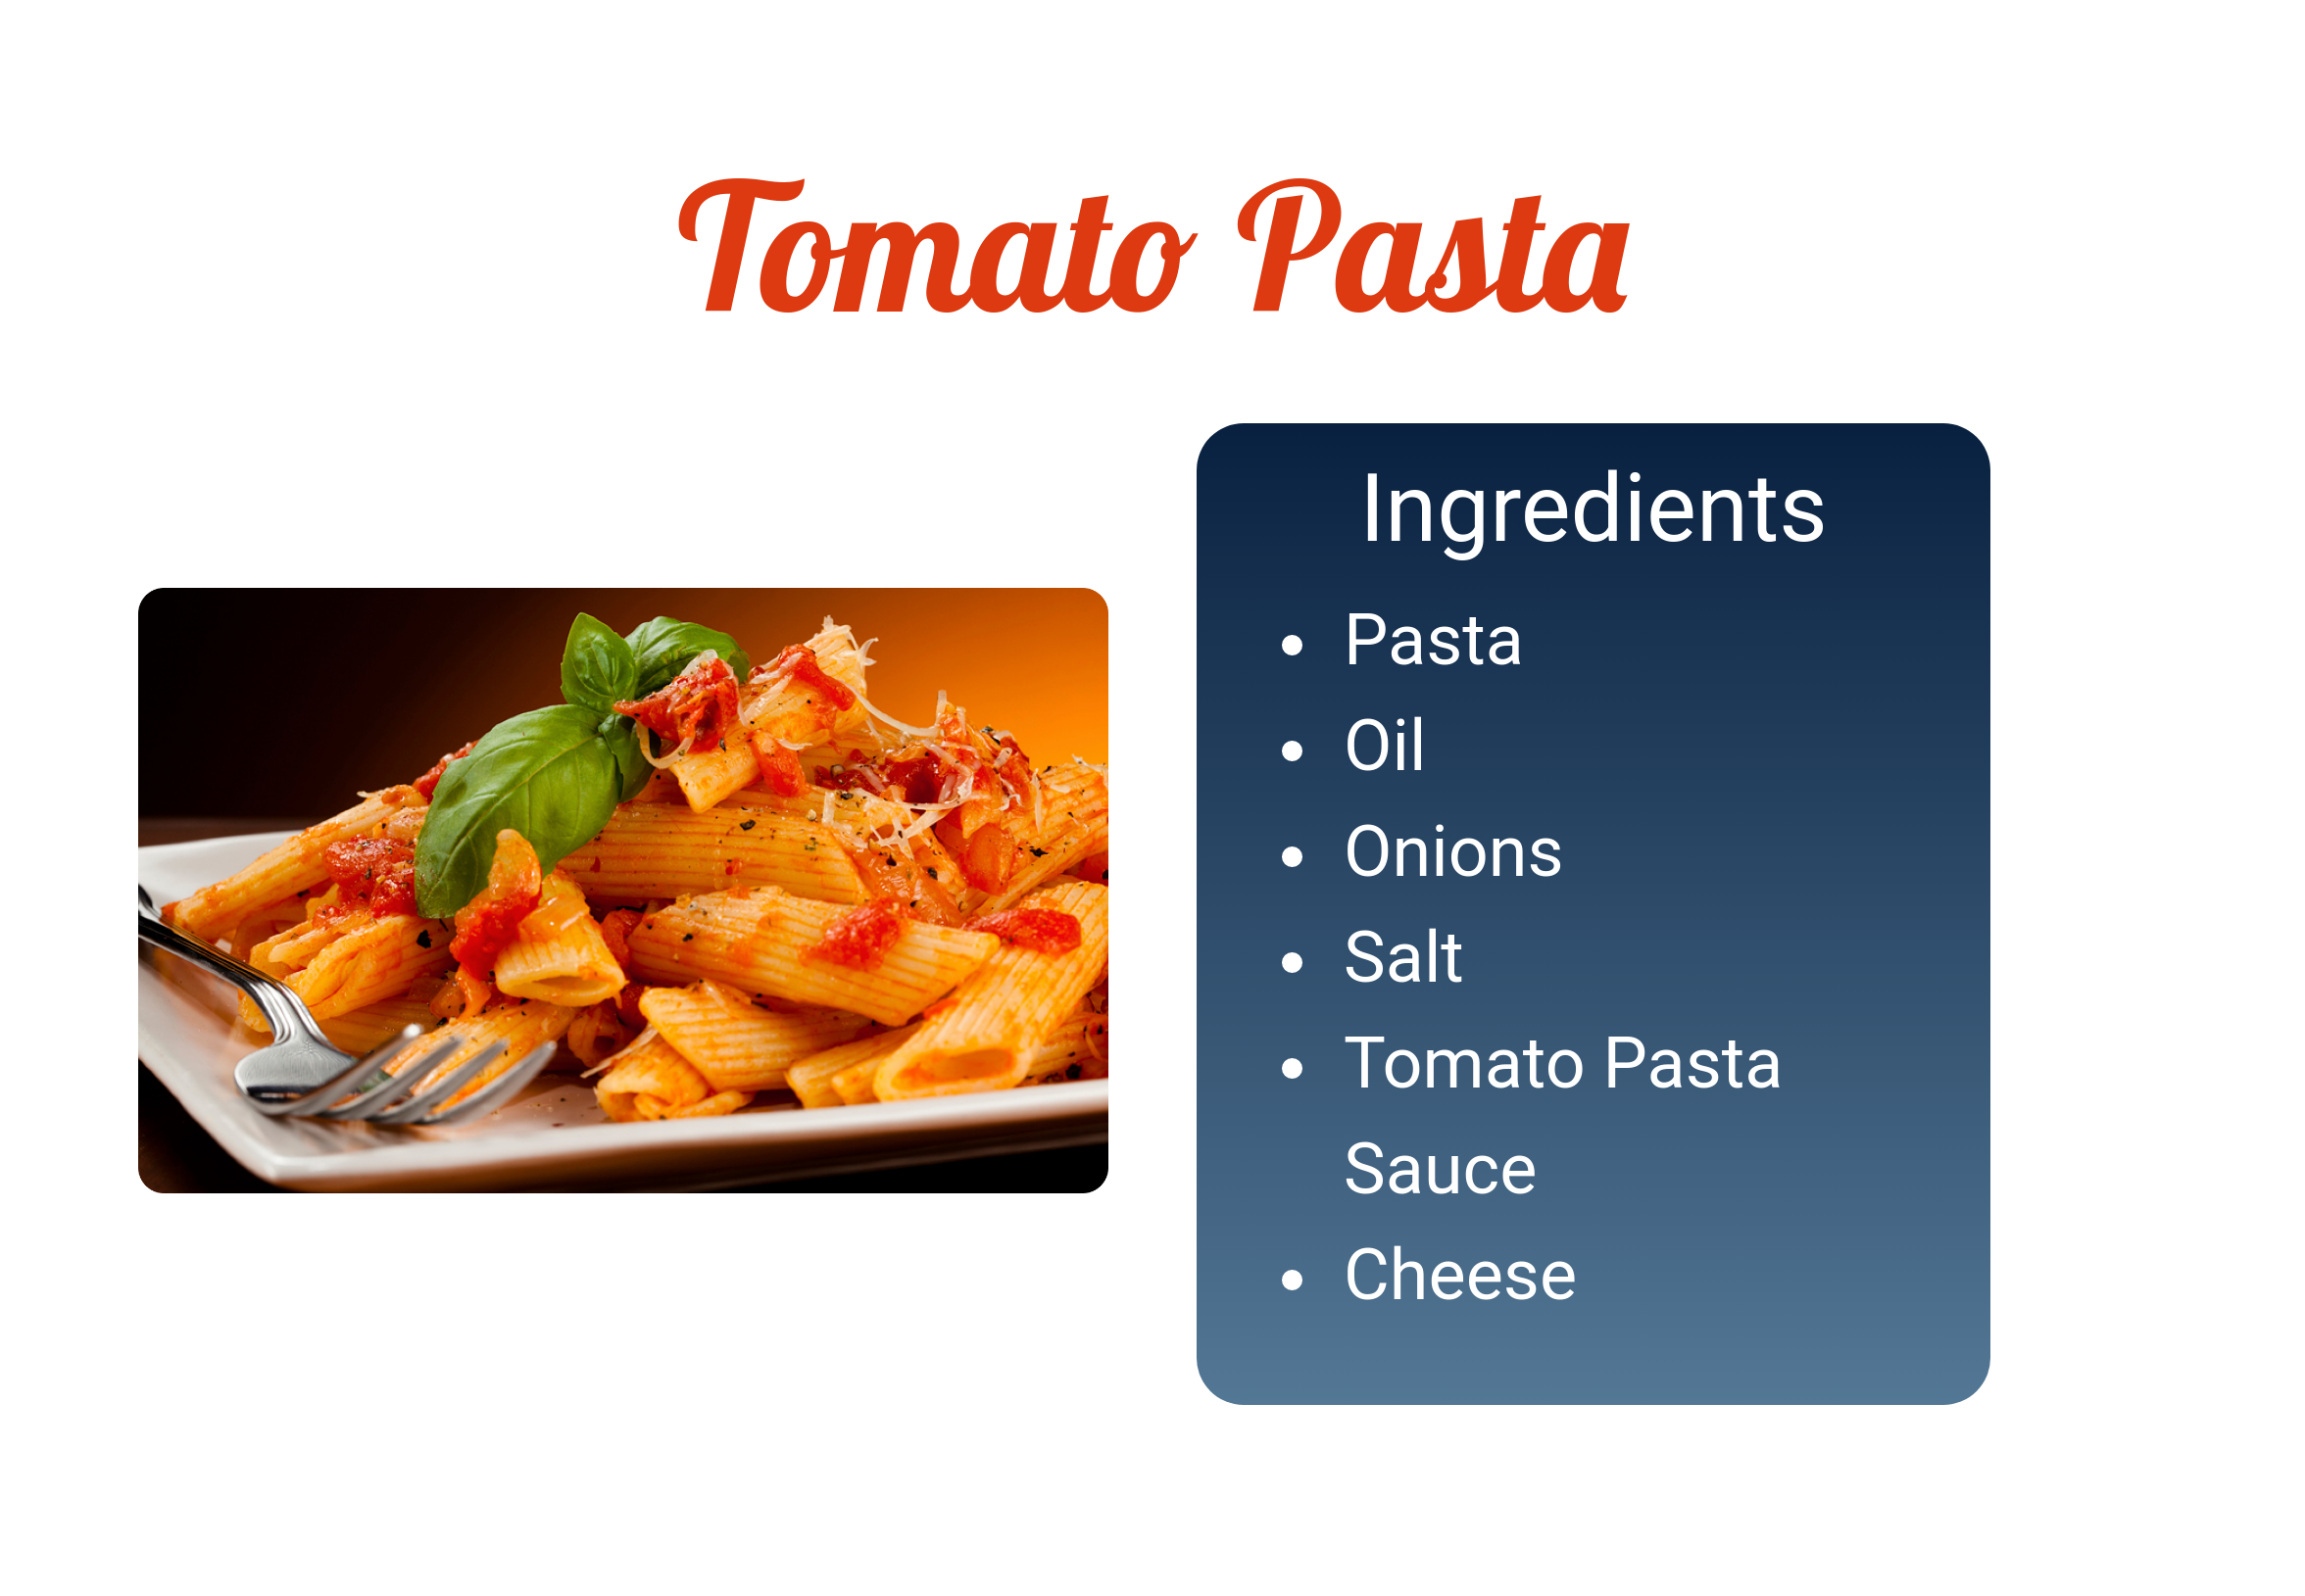 Tomato Pasta
Ingredients
• Pasta
• Oil
• Onions
• Salt
• Tomato Pasta
Sauce
• Cheese